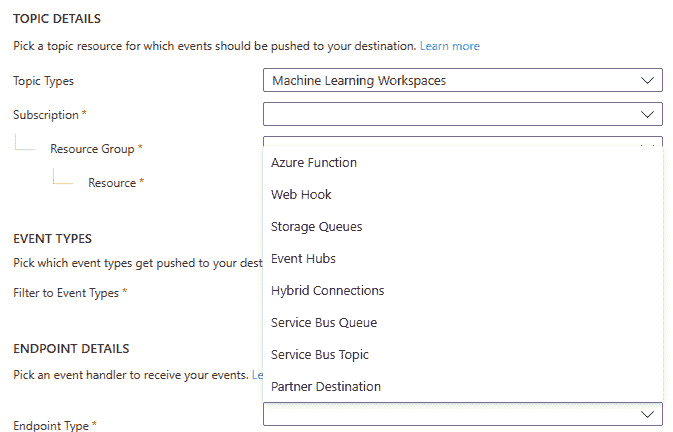 TOPIC DETAILS
Pick a topic resource for which events should be pushed to your destination. Learn more
Topic Types Machine Learning Workspaces
Subscription *
Resource Group *
Azure Function
Resource *
Web Hook
Storage Queues
EVENT TYPES
Event Hubs
Pick which event types get pushed to your dest
Filter to Event Types *
Hybrid Connections
Service Bus Queue
ENDPOINT DETAILS
Service Bus Topic
Pick an event handler to receive your events. Le
Partner Destination
Endpoint Type *